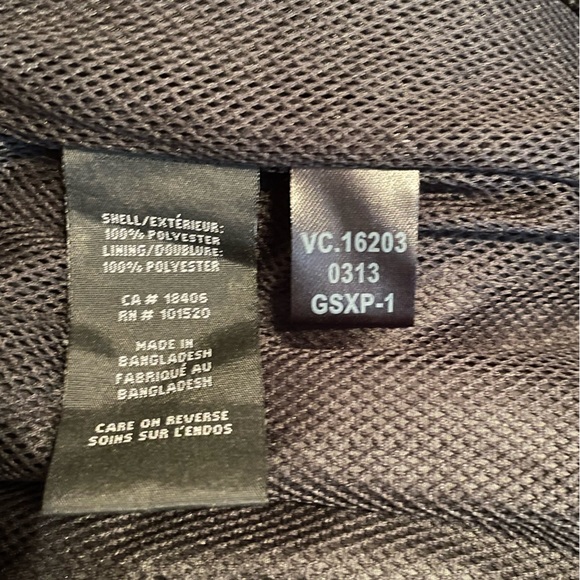 SHELL/EXTÉRIEUR:
100% POLYESTER
LINING/DOUBLURE:
100% POLYESTER
CA # 18406
RN # 101520
MADE IN
BANGLADESH
FABRIQUÉ AU
BANGLADESH
CARE ON REVERSE
SOINS SUR L'ENDOS
VC.16203
0313
GSXP-1